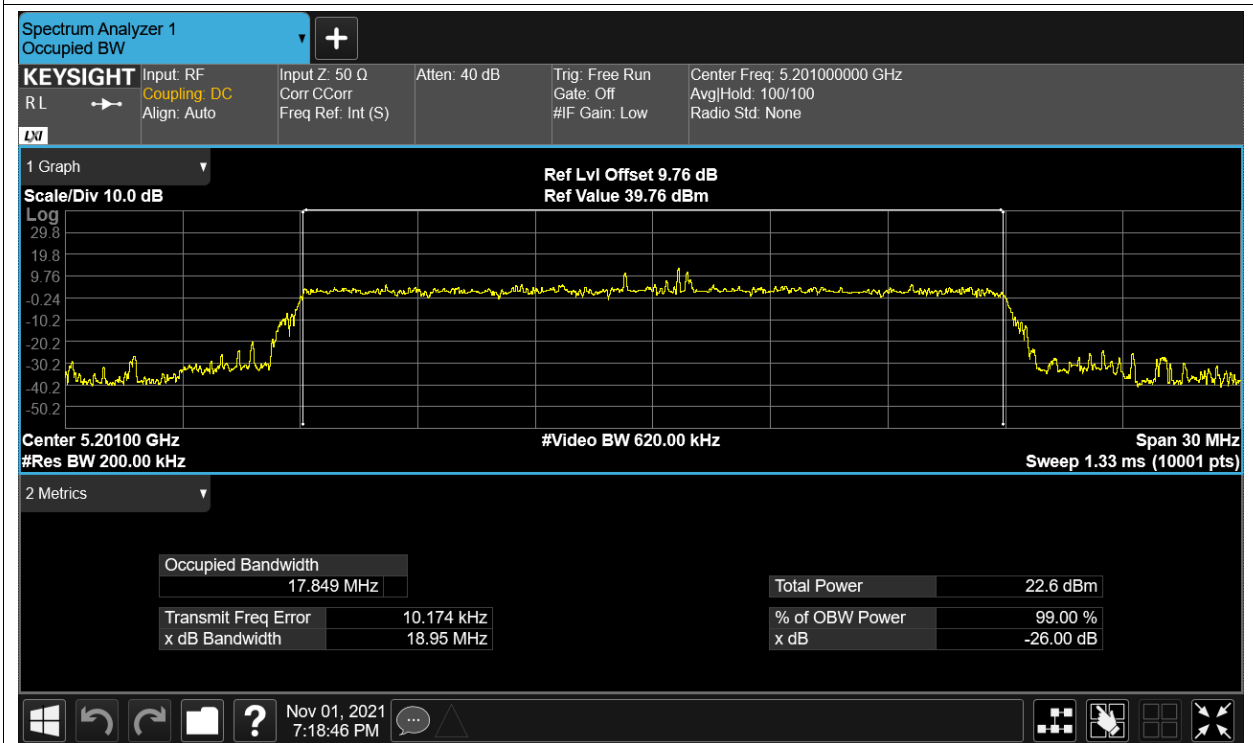 Spectrum Analyzer 1
Occupied BW
KEYSIGHT
R L
LXI
Input: RF
Coupling: DC
Align: Auto
Input Z: 50 Ω
Corr CCorr
Freq Ref: Int (S)
Atten: 40 dB
Trig: Free Run
Gate: Off
#IF Gain: Low
Center Freq: 5.201000000 GHz
Avg|Hold: 100/100
Radio Std: None
1 Graph
Scale/Div 10.0 dB
Ref Lvl Offset 9.76 dB
Ref Value 39.76 dBm
Log
29.8
19.8
9.76
-0.24
-10.2
-20.2
-30.2
-40.2
-50.2
Center 5.20100 GHz
#Video BW 620.00 kHz
Span 30 MHz
#Res BW 200.00 kHz
Sweep 1.33 ms (10001 pts)
2 Metrics
Occupied Bandwidth
17.849 MHz
Transmit Freq Error 10.174 kHz
x dB Bandwidth 18.95 MHz
Total Power 22.6 dBm
% of OBW Power 99.00 %
x dB -26.00 dB
?
Nov 01, 2021
7:18:46 PM